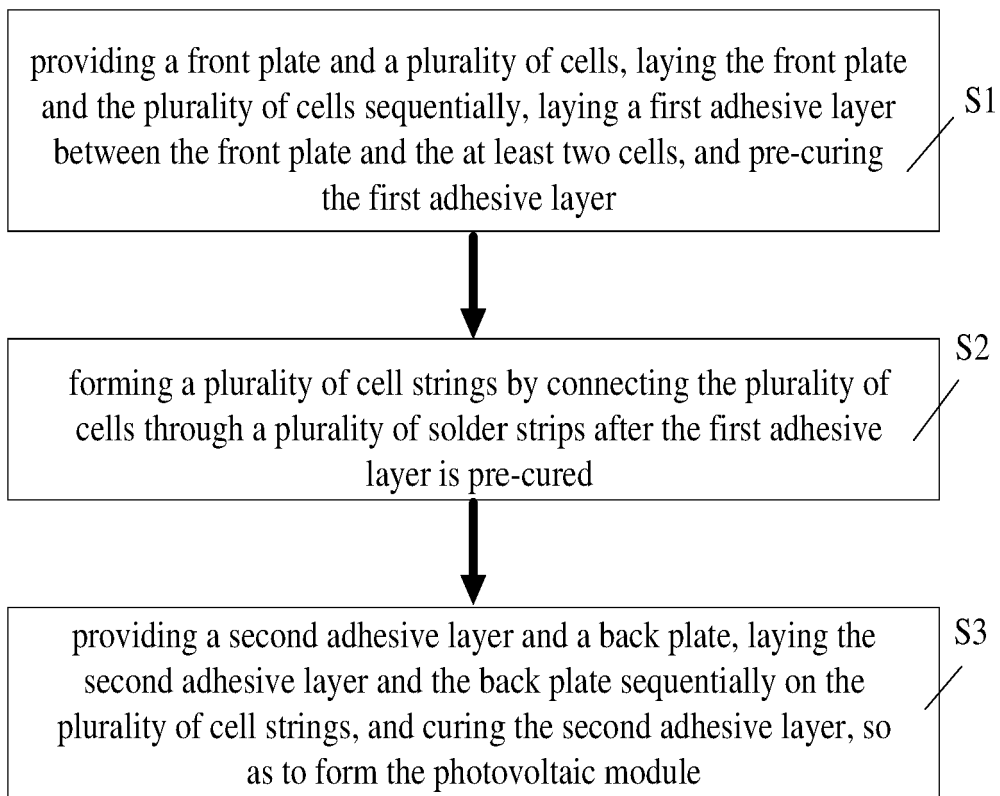 providing a front plate and a plurality of cells, laying the front plate
and the plurality of cells sequentially, laying a first adhesive layer
between the front plate and the at least two cells, and pre-curing
the first adhesive layer
S1
forming a plurality of cell strings by connecting the plurality of
cells through a plurality of solder strips after the first adhesive
layer is pre-cured
S2
providing a second adhesive layer and a back plate, laying the
second adhesive layer and the back plate sequentially on the
plurality of cell strings, and curing the second adhesive layer, so
as to form the photovoltaic module
S3